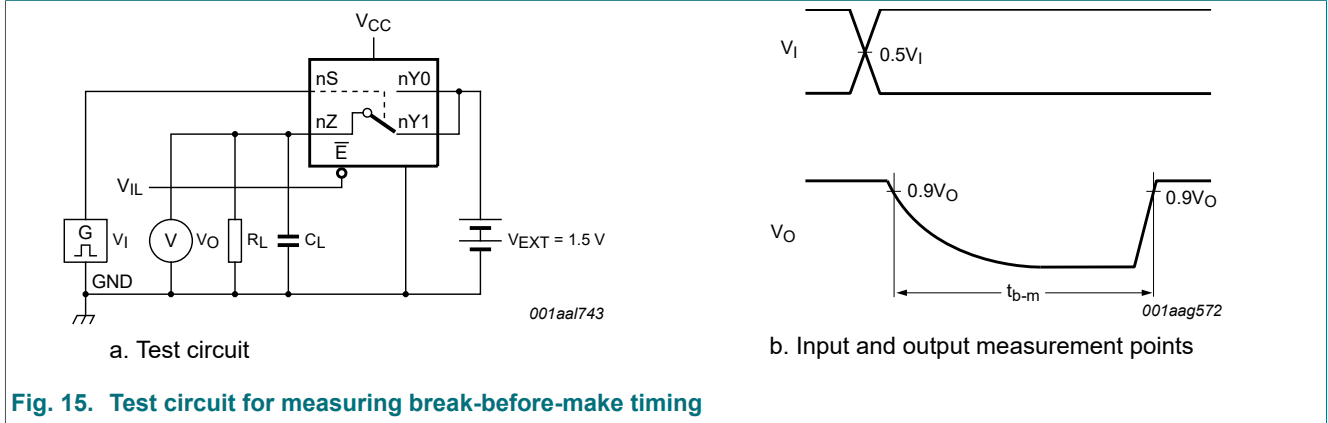 VCC
nS nY0
nZ nY1
E
VIL
G VI
V VO RL CL
VEXT = 1.5 V
GND
001aal743
a. Test circuit
VI
0.5VI
0.9VO
0.9VO
VO
tb-m
001aag572
b. Input and output measurement points
Fig. 15. Test circuit for measuring break-before-make timing